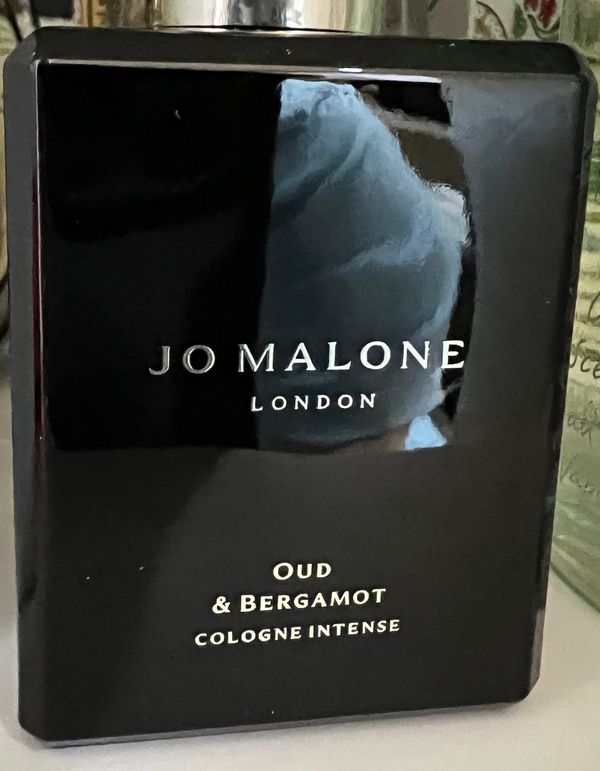 JO MALONE
LONDON
OUD
& BERGAMOT
COLOGNE INTENSE